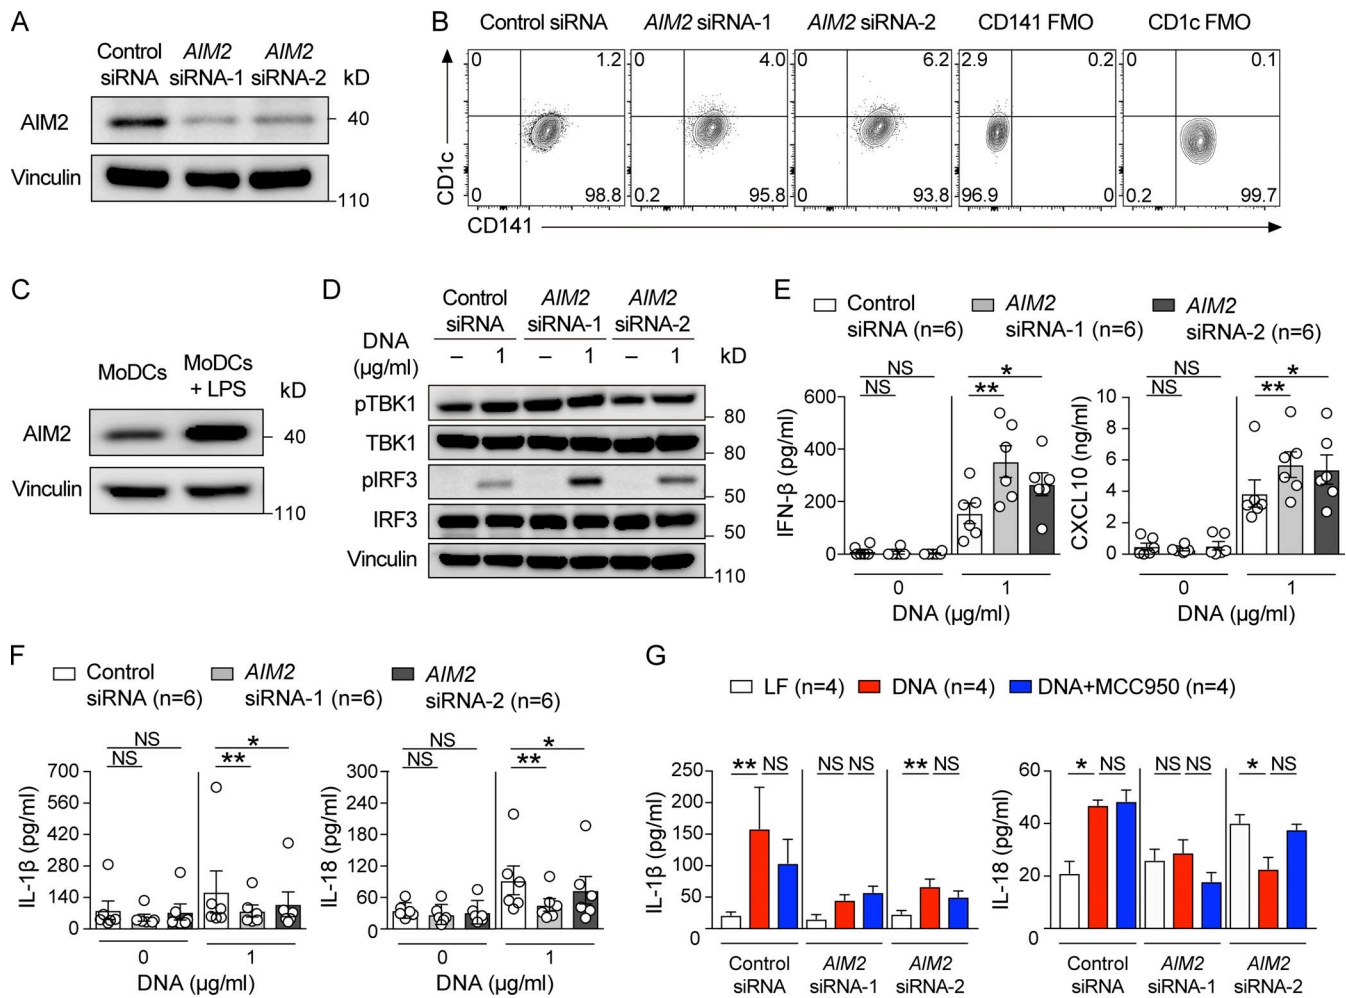 A
Control
siRNA
AIM2
siRNA-1
AIM2
siRNA-2
kD
AIM2
40
Vinculin
110
B
Control siRNA
AIM2 siRNA-1
AIM2 siRNA-2
CD141 FMO
CD1c FMO
0 1.2
0 4.0
0 6.2
2.9 0
0 0.1
0 98.8
0.2 95.8
0 93.8
96.9 0
0.2 99.7
CD1c
CD141
C
MoDCs
MoDCs
+ LPS
kD
AIM2
40
Vinculin
110
D
Control
siRNA
AIM2
siRNA-1
AIM2
siRNA-2
DNA
(µg/ml)
– 1 – 1 – 1
kD
pTBK1
80
TBK1
80
pIRF3
50
IRF3
50
Vinculin
110
E
Control
siRNA (n=6)
AIM2
siRNA-1 (n=6)
AIM2
siRNA-2 (n=6)
NS
NS
*
**
IFN-β (pg/ml)
600
400
200
0
0 1
DNA (µg/ml)
NS
NS
*
**
CXCL10 (ng/ml)
10
8
6
4
2
0
0 1
DNA (µg/ml)
F
Control
siRNA (n=6)
AIM2
siRNA-1 (n=6)
AIM2
siRNA-2 (n=6)
NS
NS
*
**
IL-1β (pg/ml)
700
560
420
280
140
0
0 1
DNA (µg/ml)
NS
NS
*
**
IL-18 (pg/ml)
300
240
180
120
60
0
0 1
DNA (µg/ml)
G
LF (n=4) DNA (n=4) DNA+MCC950 (n=4)
** NS NS NS ** NS
IL-1β (pg/ml)
250
200
150
100
50
0
Control
siRNA
AIM2
siRNA-1
AIM2
siRNA-2
* NS NS NS * NS
IL-18 (pg/ml)
60
40
20
0
Control
siRNA
AIM2
siRNA-1
AIM2
siRNA-2